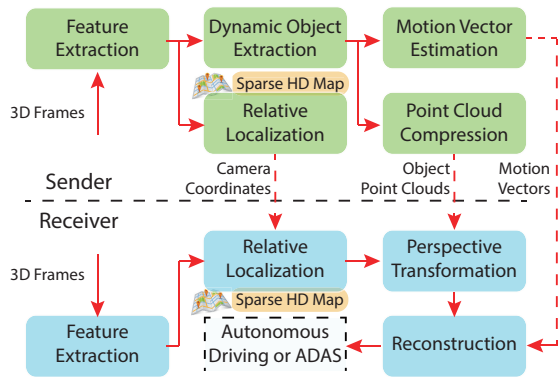 Feature
Extraction
Dynamic Object
Extraction
Motion Vector
Estimation
Sparse HD Map
3D Frames
Relative
Localization
Point Cloud
Compression
Camera
Coordinates
Object
Point Clouds
Motion
Vectors
Sender
Receiver
3D Frames
Relative
Localization
Perspective
Transformation
Sparse HD Map
Feature
Extraction
Autonomous
Driving or ADAS
Reconstruction